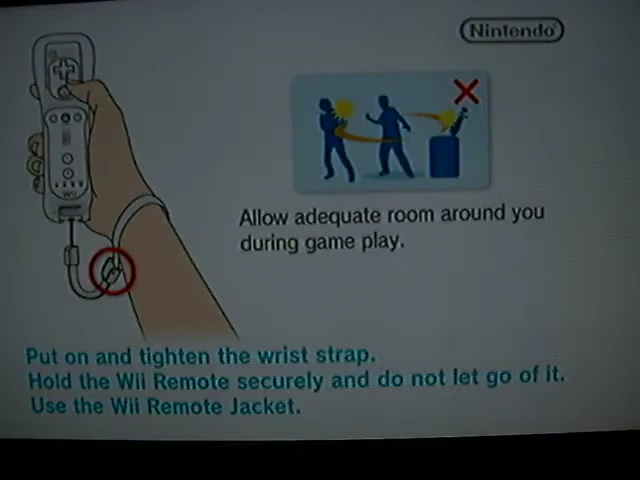 Nintendo
Allow adequate room around you
during game play.
Put on and tighten the wrist strap.
Hold the Wii Remote securely and do not let go of it.
Use the Wii Remote Jacket.